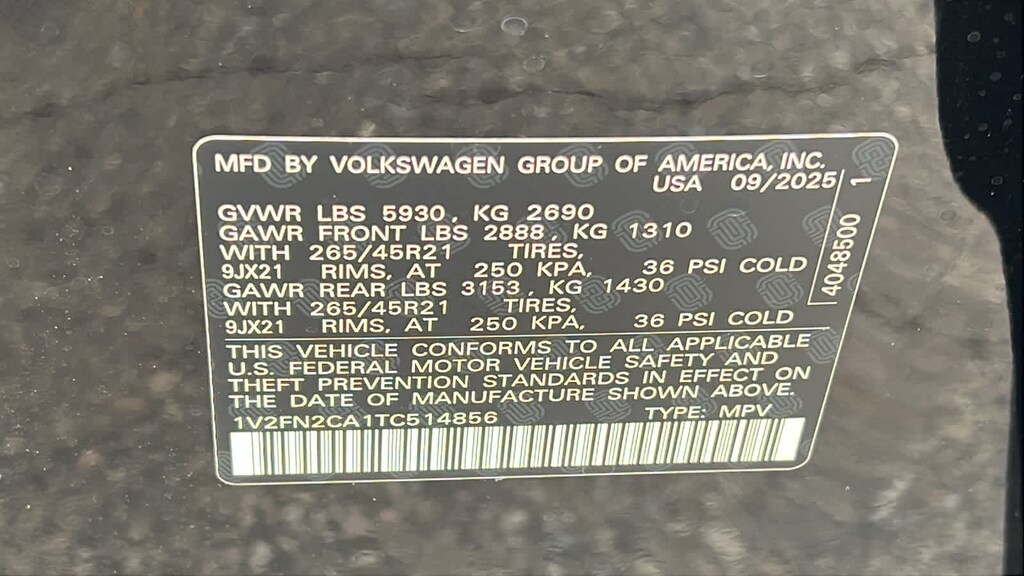 MFD BY VOLKSWAGEN GROUP OF AMERICA, INC.
USA 09/2025
GVWR LBS 5930, KG 2690
GAWR FRONT LBS 2888, KG 1310
WITH 265/45R21 TIRES,
9JX21 RIMS, AT 250 KPA, 36 PSI COLD
GAWR REAR LBS 3153, KG 1430
WITH 265/45R21 TIRES,
9JX21 RIMS, AT 250 KPA, 36 PSI COLD
4048500 1
THIS VEHICLE CONFORMS TO ALL APPLICABLE
U.S. FEDERAL MOTOR VEHICLE SAFETY AND
THEFT PREVENTION STANDARDS IN EFFECT ON
THE DATE OF MANUFACTURE SHOWN ABOVE.
1V2FN2CA1TC514856 TYPE: MPV